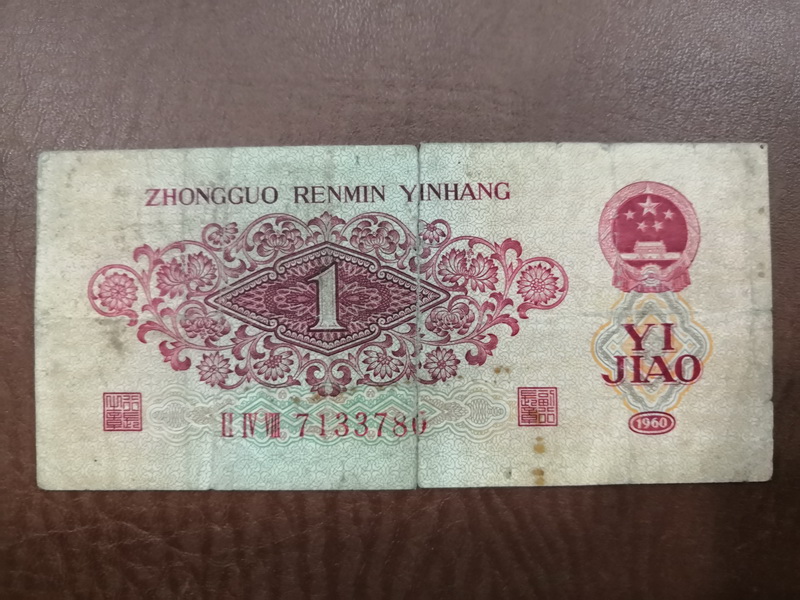 ZHONGGUO RENMIN YINHANG
1
YI
JIAO
II IV VIII 7133780
1960